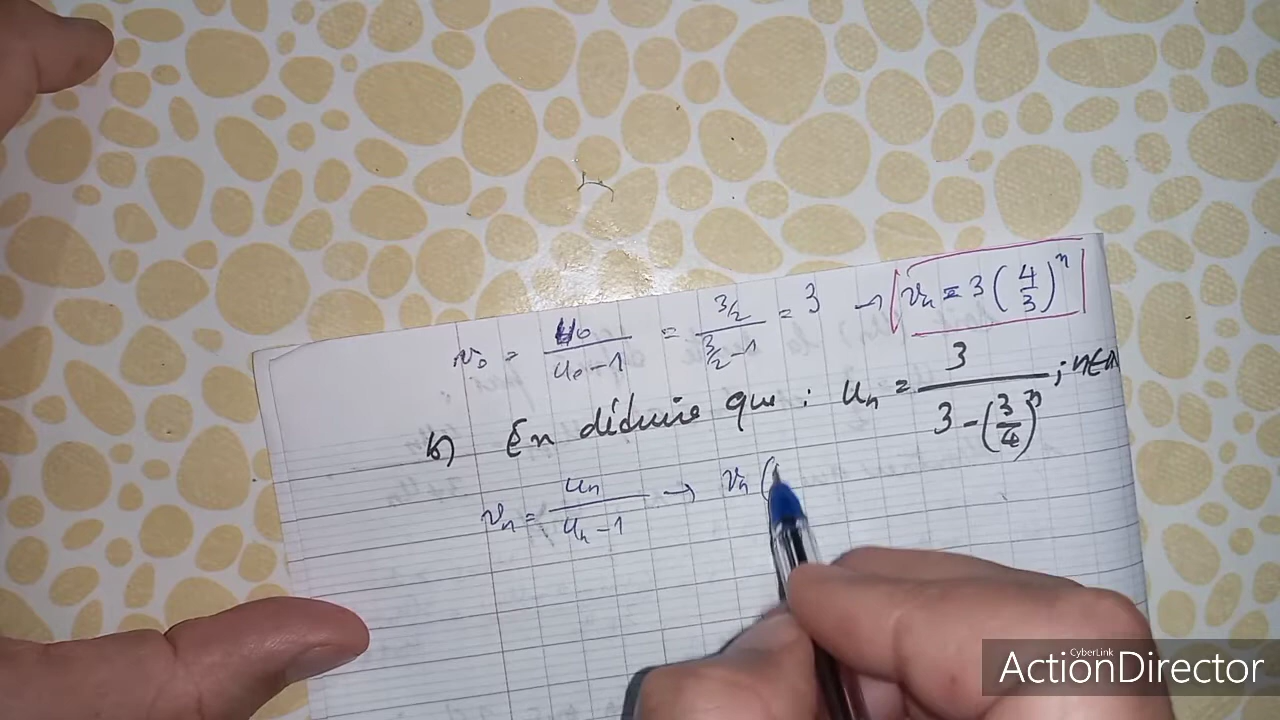 v₀ = u₀/(u₀-1) = (3/2)/(3/2 -1) = 3 → vₙ = 3(4/3)ⁿ
b) En déduire que : uₙ = 3/(3-(3/4)ⁿ) ; n∈
vₙ = uₙ/(uₙ-1) → vₙ(
CyberLink
ActionDirector